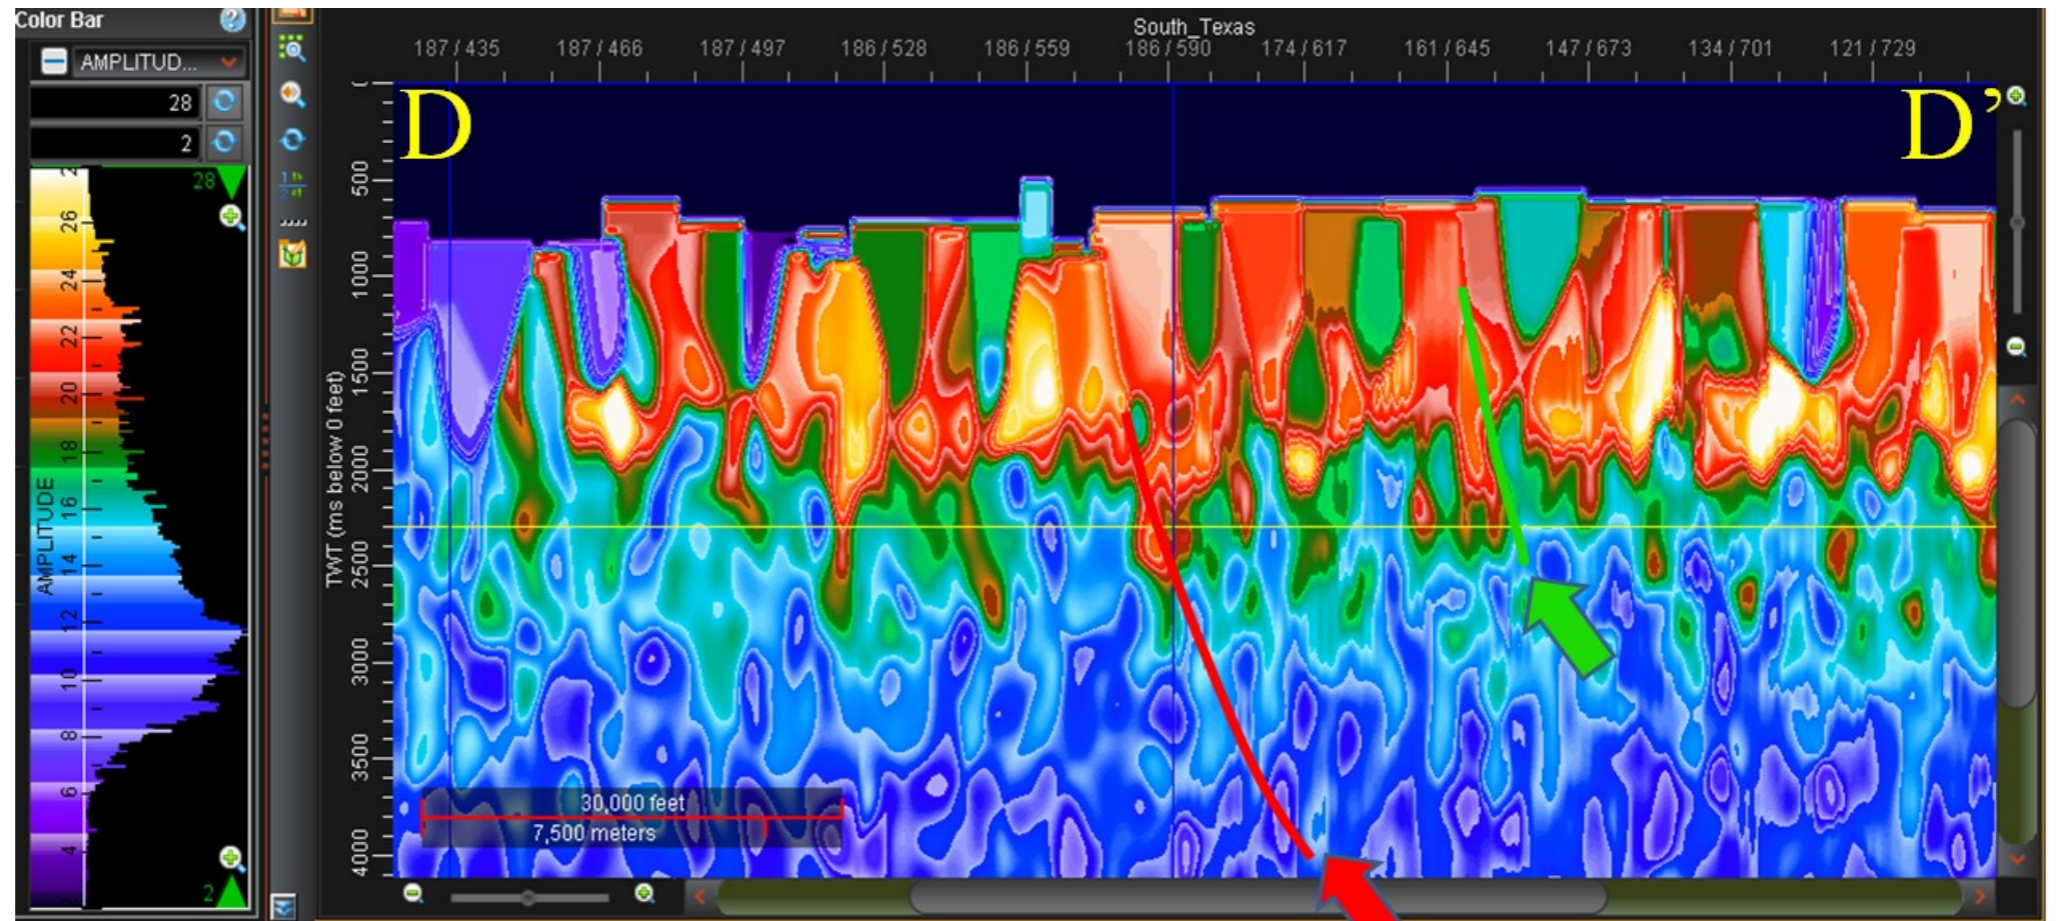 Color Bar
AMPLITUD...
28
2
28
26
24
22
20
18
16
14
12
10
8
6
4
2
AMPLITUDE
South_Texas
187 / 435
187 / 466
187 / 497
186 / 528
186 / 559
186 / 590
174 / 617
161 / 645
147 / 673
134 / 701
121 / 729
D
D’
TWT (ms below 0 feet)
500
1000
1500
2000
2500
3000
3500
4000
30,000 feet
7,500 meters